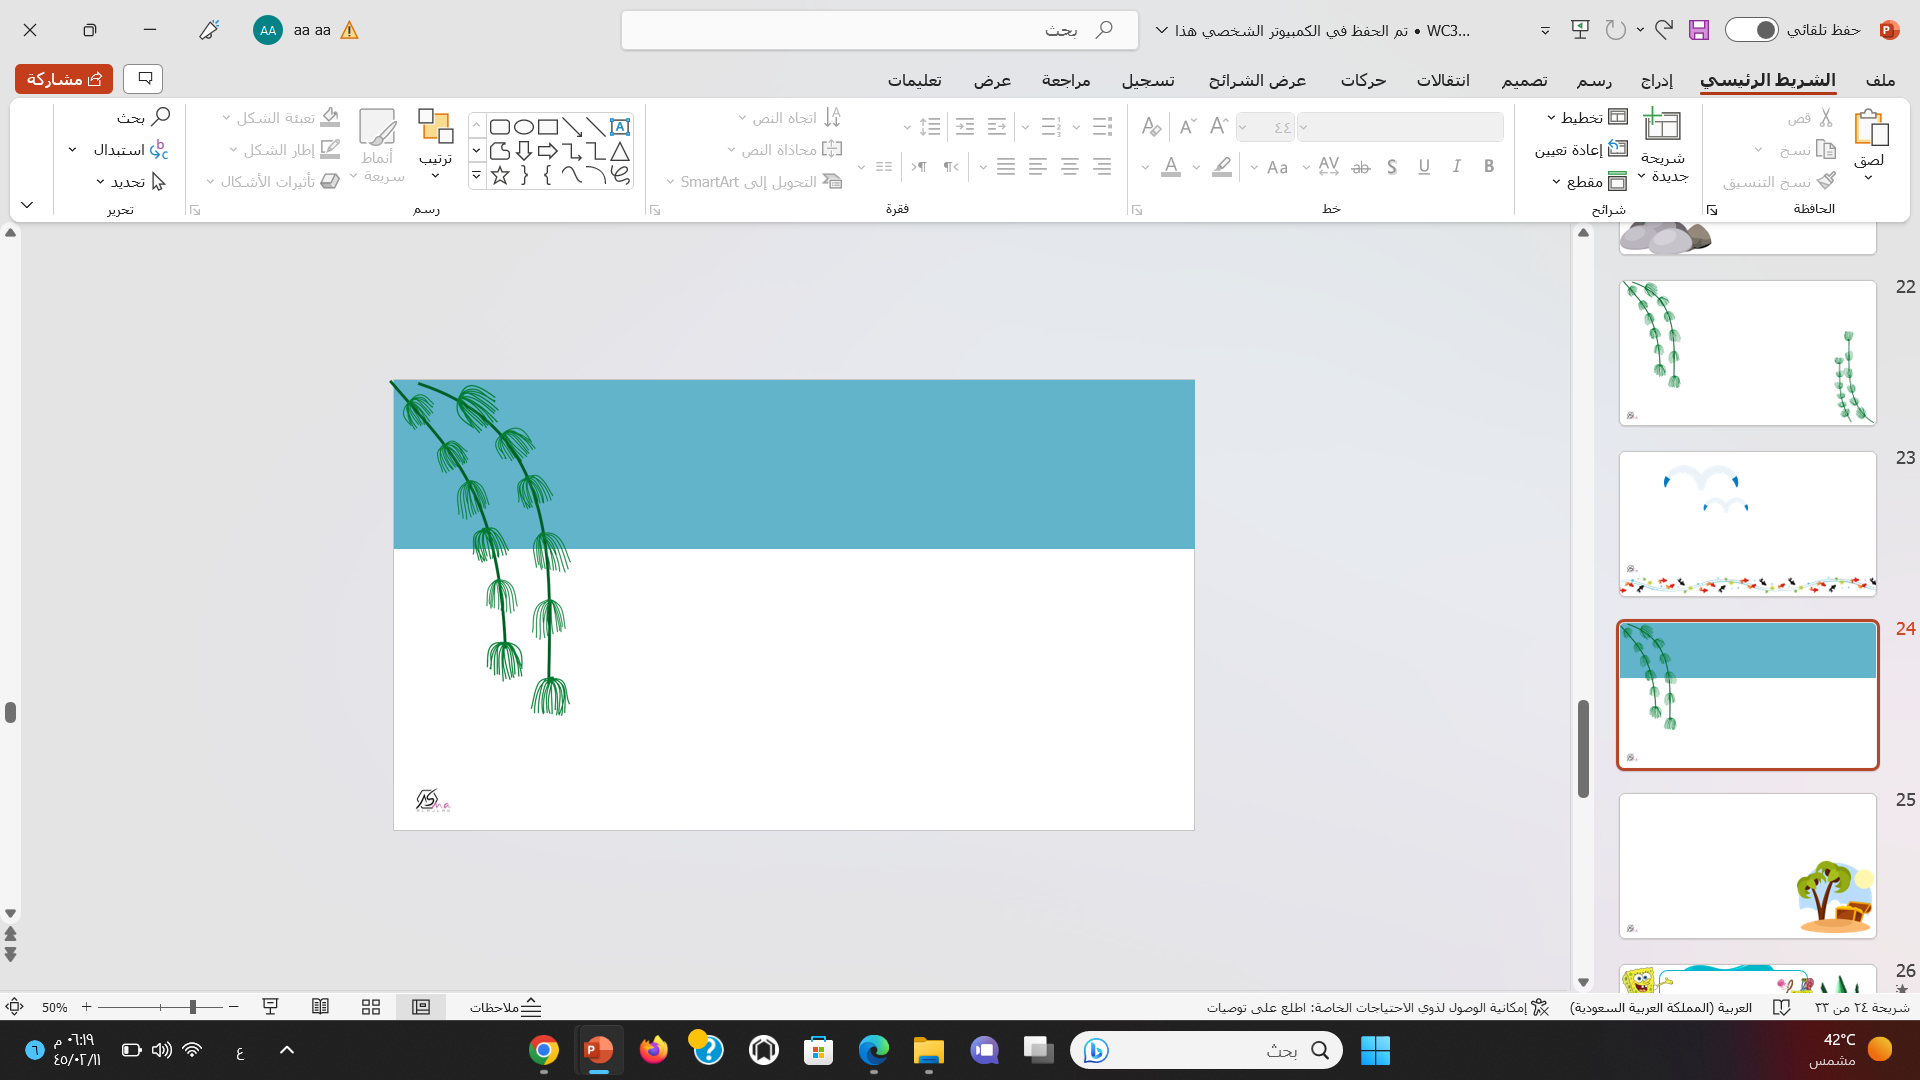 حفظ تلقائي
WC3... • تم الحفظ في الكمبيوتر الشخصي هذا
بحث
aa aa
AA
ملف
الشريط الرئيسي
إدراج
رسم
تصميم
انتقالات
حركات
عرض الشرائح
تسجيل
مراجعة
عرض
تعليمات
مشاركة
لصق
قص
نسخ
نسخ التنسيق
الحافظة
شريحة جديدة
تخطيط
إعادة تعيين
مقطع
شرائح
٤٤
خط
اتجاه النص
محاذاة النص
التحويل إلى SmartArt
فقرة
ترتيب
أنماط سريعة
تعبئة الشكل
إطار الشكل
تأثيرات الأشكال
رسم
بحث
استبدال
تحديد
تحرير
22
23
24
25
26
شريحة ٢٤ من ٣٣
العربية (المملكة العربية السعودية)
إمكانية الوصول لذوي الاحتياجات الخاصة: اطلع على توصيات
ملاحظات
50%
42°C
مشمس
بحث
ع
٠٦:١٩ م
٤٥/٠٢/١١
٦